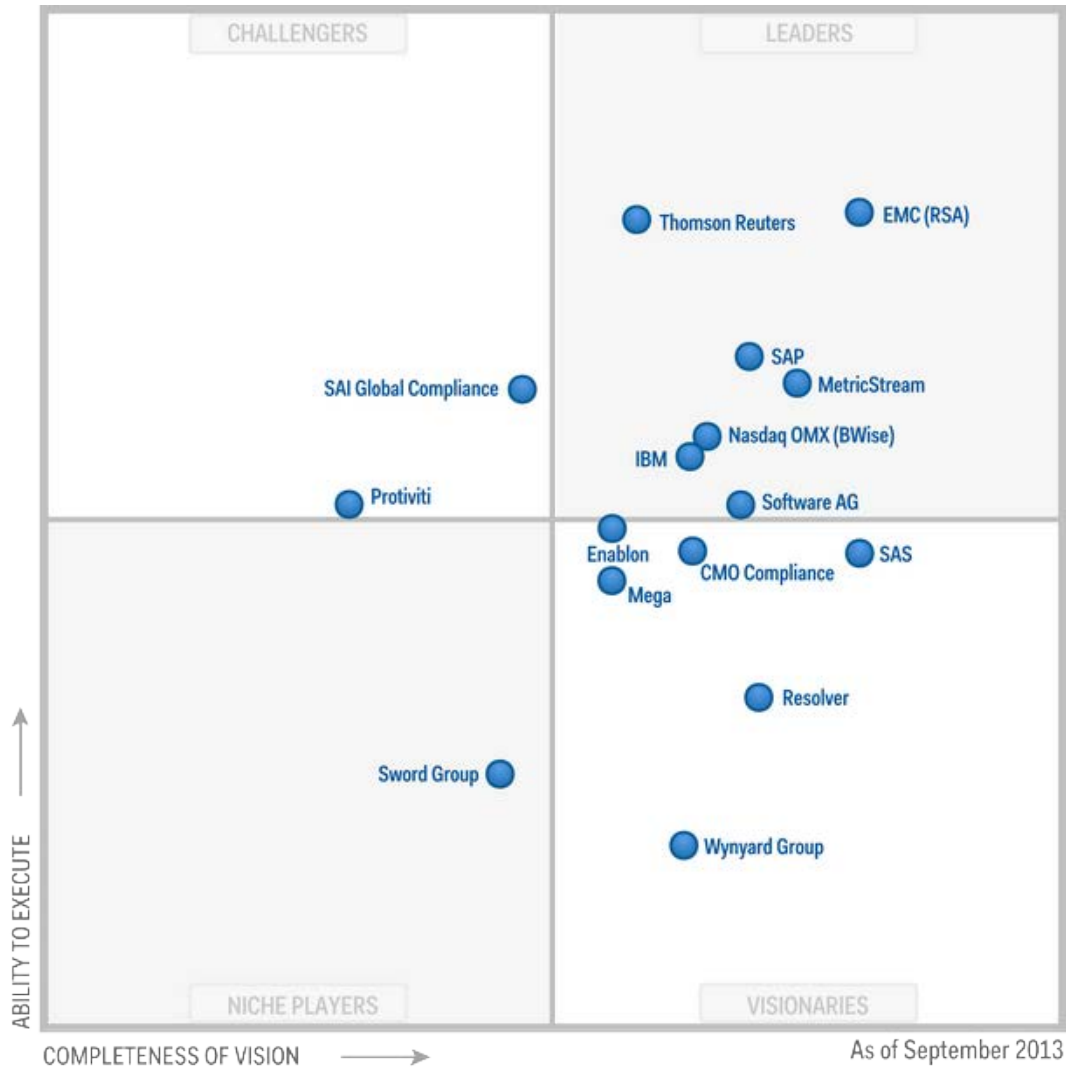 CHALLENGERS
LEADERS
Thomson Reuters
EMC (RSA)
SAP
MetricStream
SAI Global Compliance
Nasdaq OMX (BWise)
IBM
Protiviti
Software AG
Enablon
CMO Compliance
SAS
Mega
Resolver
Sword Group
Wynyard Group
ABILITY TO EXECUTE
NICHE PLAYERS
VISIONARIES
COMPLETENESS OF VISION
As of September 2013